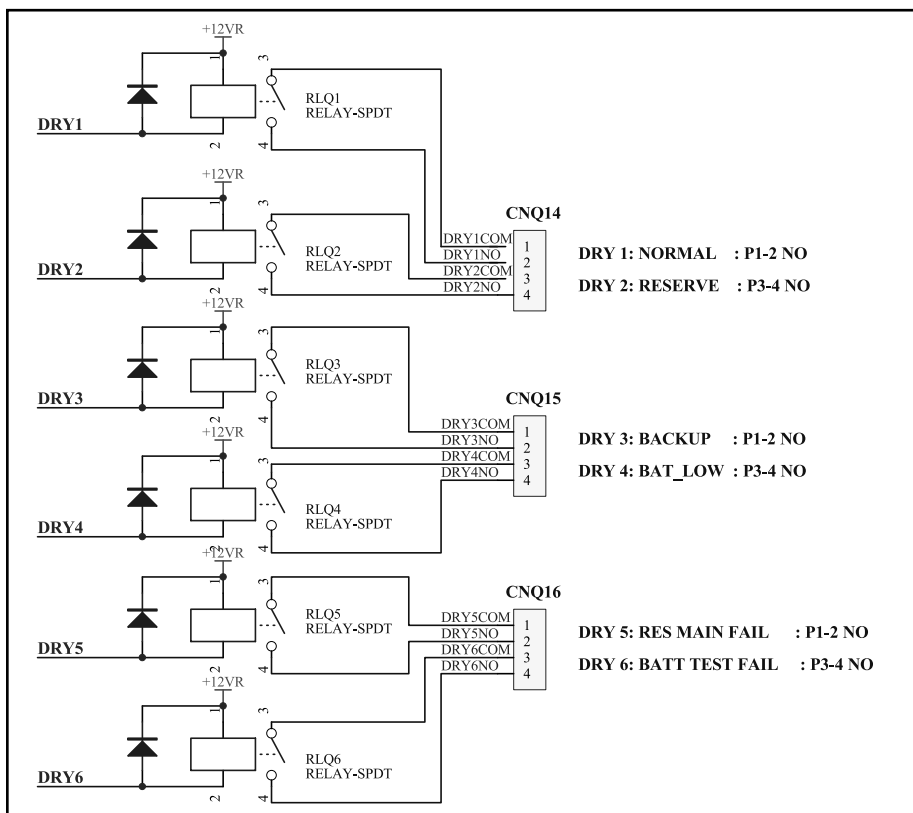 +12VR
1
3
RLQ1
RELAY-SPDT
DRY1
2
4
+12VR
1
3
RLQ2
RELAY-SPDT
DRY2
2
4
CNQ14
DRY1COM
1
DRY1NO
2
DRY2COM
3
DRY2NO
4
DRY 1: NORMAL : P1-2 NO
DRY 2: RESERVE : P3-4 NO
+12VR
1
3
RLQ3
RELAY-SPDT
DRY3
2
4
CNQ15
DRY3COM
1
DRY3NO
2
DRY4COM
3
DRY4NO
4
DRY 3: BACKUP : P1-2 NO
DRY 4: BAT_LOW : P3-4 NO
+12VR
1
3
RLQ4
RELAY-SPDT
DRY4
2
4
+12VR
1
3
RLQ5
RELAY-SPDT
DRY5
2
4
CNQ16
DRY5COM
1
DRY5NO
2
DRY6COM
3
DRY6NO
4
DRY 5: RES MAIN FAIL : P1-2 NO
DRY 6: BATT TEST FAIL : P3-4 NO
+12VR
1
3
RLQ6
RELAY-SPDT
DRY6
2
4